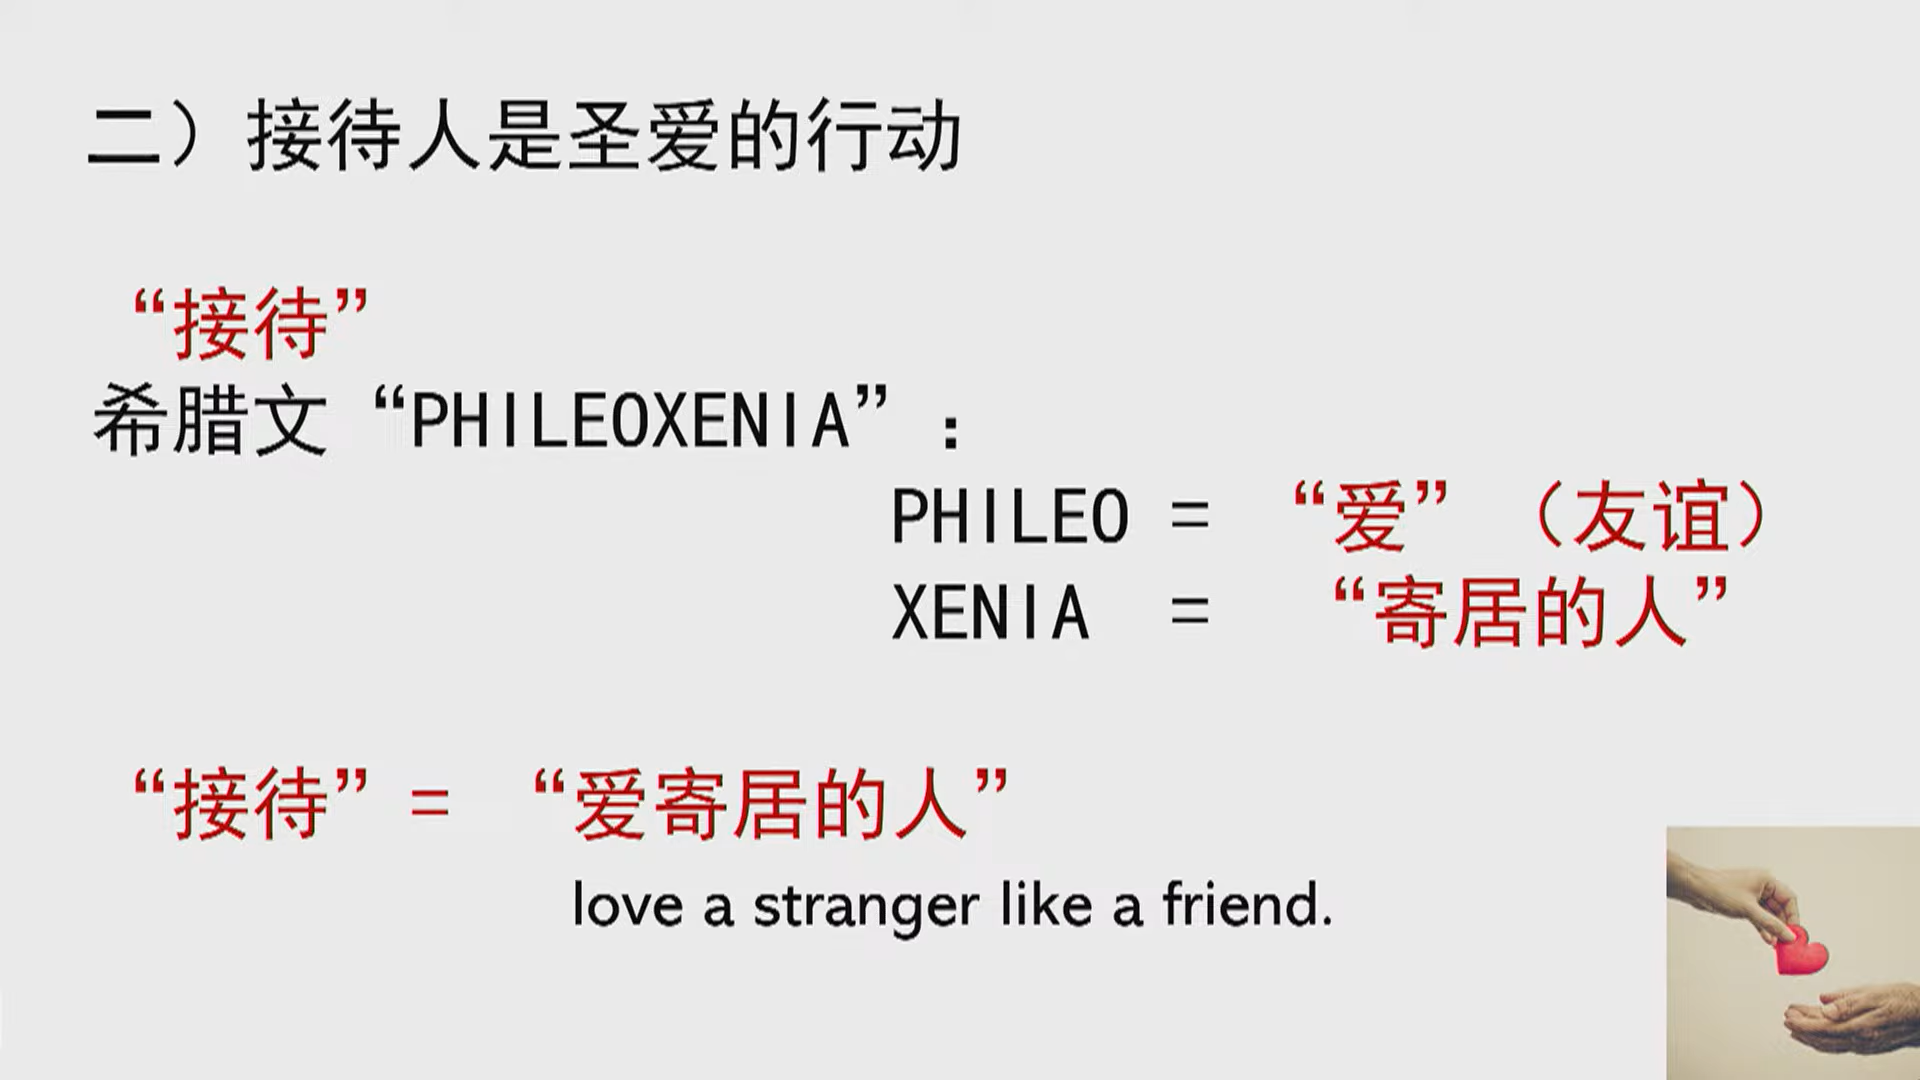 二）接待人是圣爱的行动
“接待”
希腊文“PHILEOXENIA”：
PHILEO = “爱”（友谊）
XENIA = “寄居的人”
“接待”= “爱寄居的人”
love a stranger like a friend.